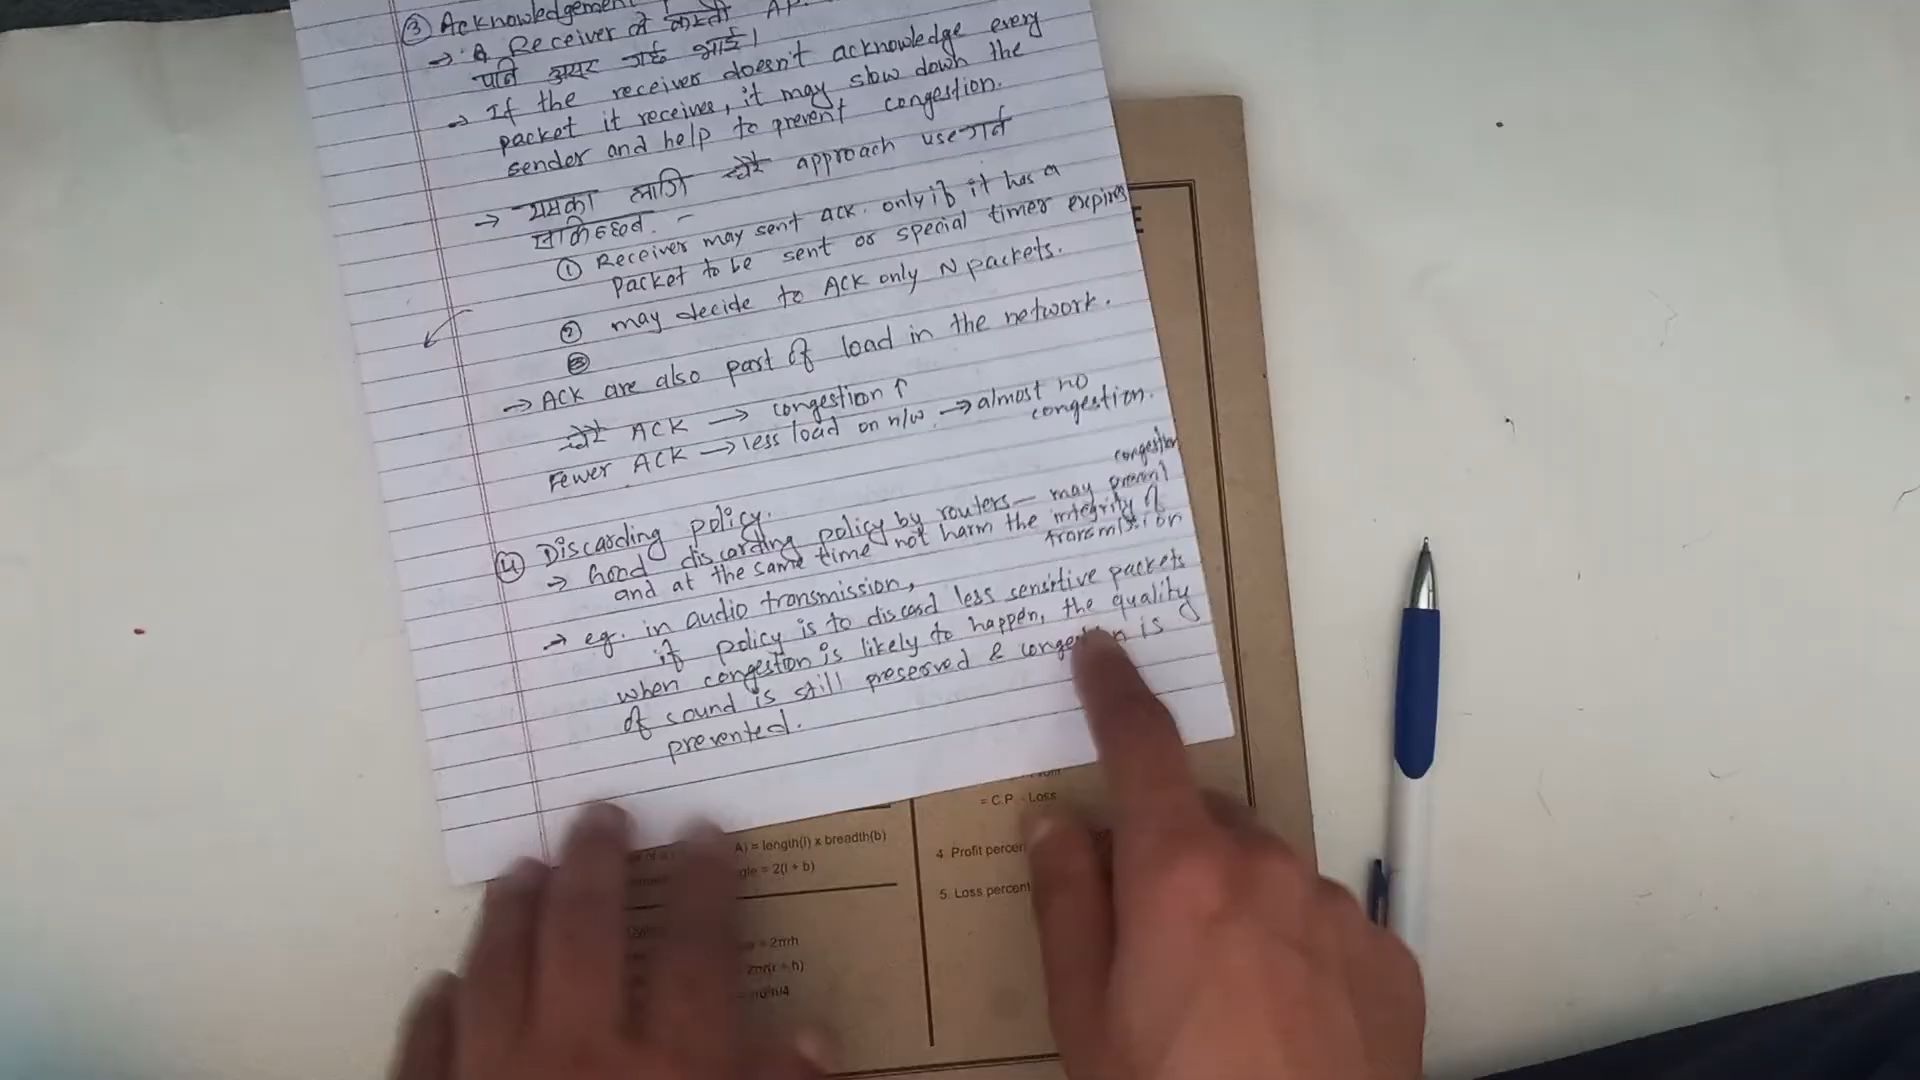 ③ Acknowledgement
→ A Receiver ले कस्तो
पनि असर गर्छ
→ If the receiver doesn't acknowledge every
packet it receives, it may slow down the
sender and help to prevent congestion.
→ यसका लागि धेरै approach use गर्न
सकिन्छन् –
① Receiver may sent ack. only if it has a
packet to be sent or special timer expires
② may decide to ACK only N packets.
③
→ ACK are also part of load in the network.
धेरै ACK → congestion ↑
Fewer ACK → less load on n/w → almost no
congestion.
④ Discarding policy.
→ Good discarding policy by routers — may prevent congestion
and at the same time not harm the integrity of
transmission
→ eg. in audio transmission,
if policy is to discard less sensitive packets
when congestion is likely to happen, the quality
of sound is still preserved & congestion is
prevented.
E
= C.P - Loss
A) = length(l) x breadth(b)
gle = 2(l + b)
4. Profit percen
5. Loss percent
= 2πrh